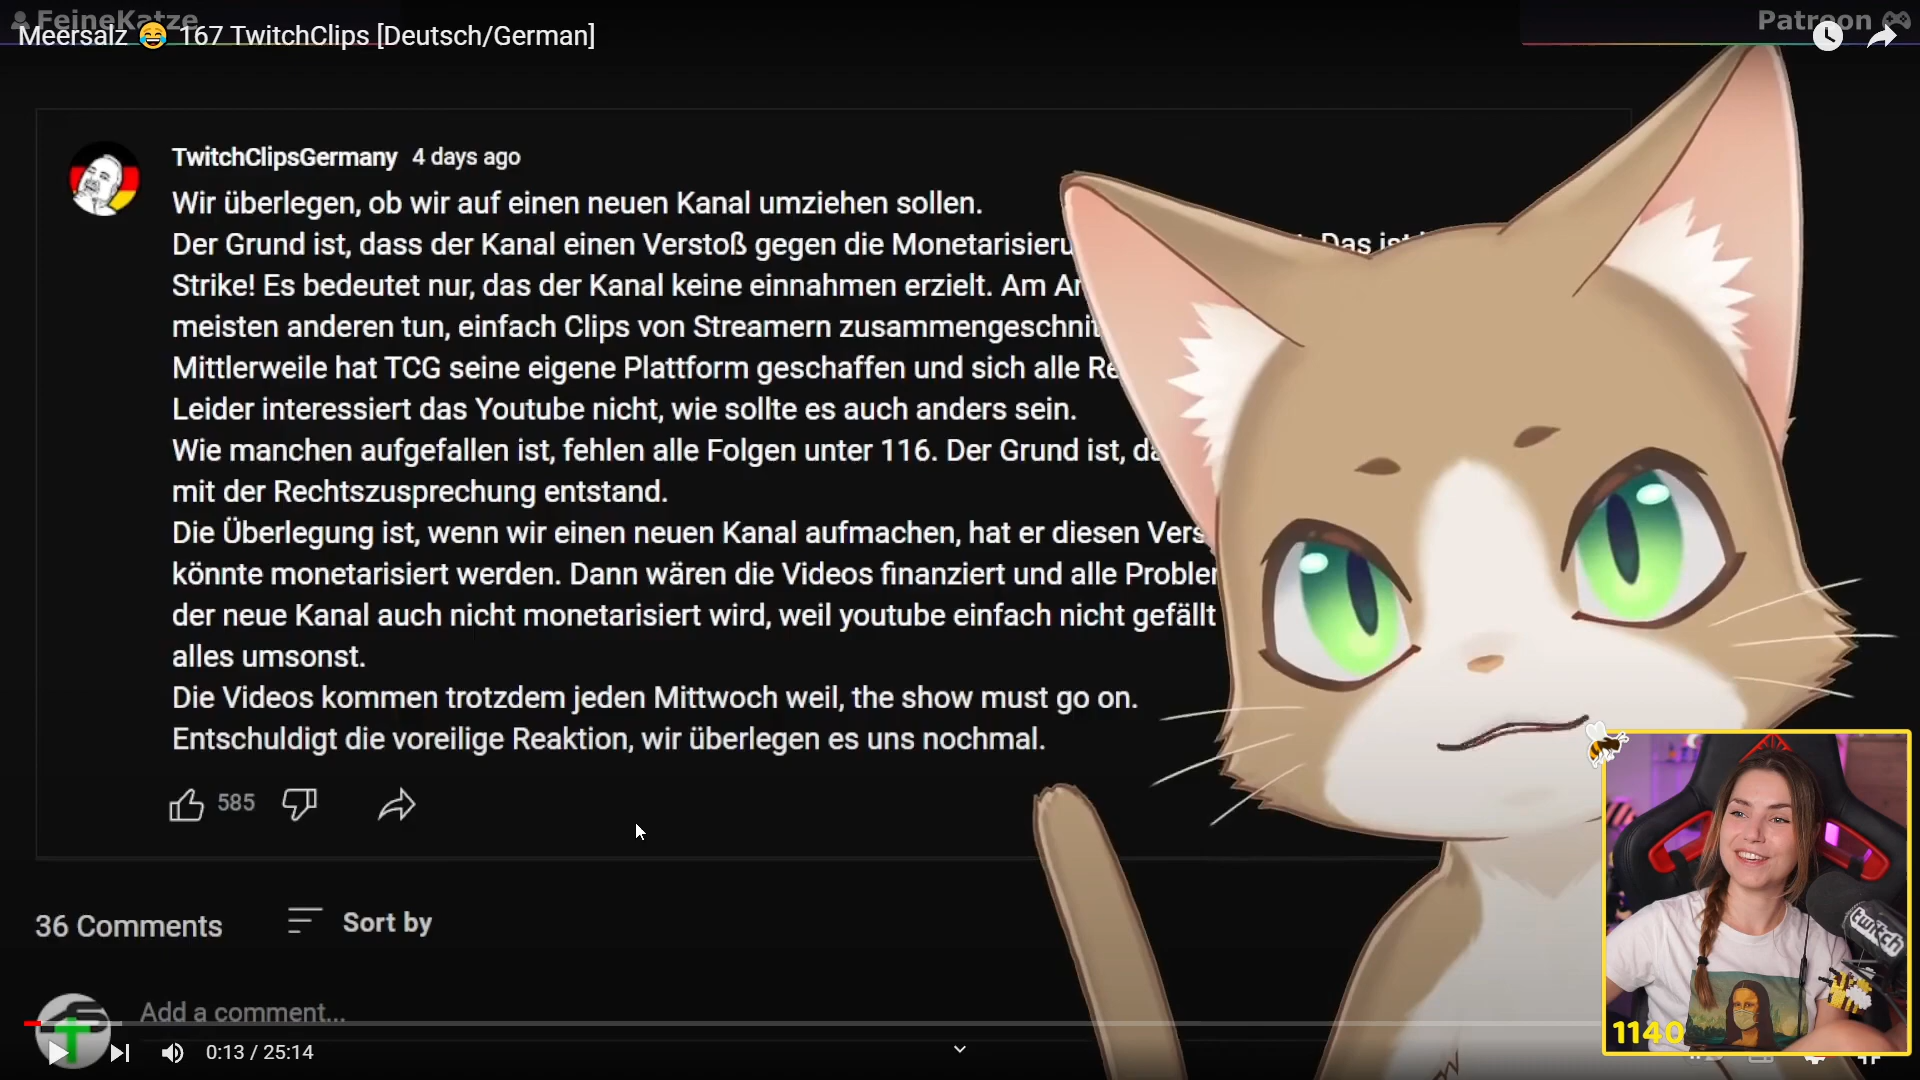 FeineKatze
Patreon
Meersalz 😂 167 TwitchClips [Deutsch/German]
TwitchClipsGermany 4 days ago
Wir überlegen, ob wir auf einen neuen Kanal umziehen sollen.
Der Grund ist, dass der Kanal einen Verstoß gegen die Das ist
Strike! Es bedeutet nur, das der Kanal keine einnahmen erzielt. Am
meisten anderen tun, einfach Clips von Streamern
Mittlerweile hat TCG seine eigene Plattform geschaffen und sich alle
Leider interessiert das Youtube nicht, wie sollte es auch anders sein.
Wie manchen aufgefallen ist, fehlen alle Folgen unter 116. Der Grund ist,
mit der Rechtszusprechung entstand.
Die Überlegung ist, wenn wir einen neuen Kanal aufmachen, hat er diesen
könnte monetarisiert werden. Dann wären die Videos finanziert und alle
der neue Kanal auch nicht monetarisiert wird, weil youtube einfach nicht gefällt
alles umsonst.
Die Videos kommen trotzdem jeden Mittwoch weil, the show must go on.
Entschuldigt die voreilige Reaktion, wir überlegen es uns nochmal.
585
36 Comments Sort by
Add a comment...
0:13 / 25:14
twitch
1140